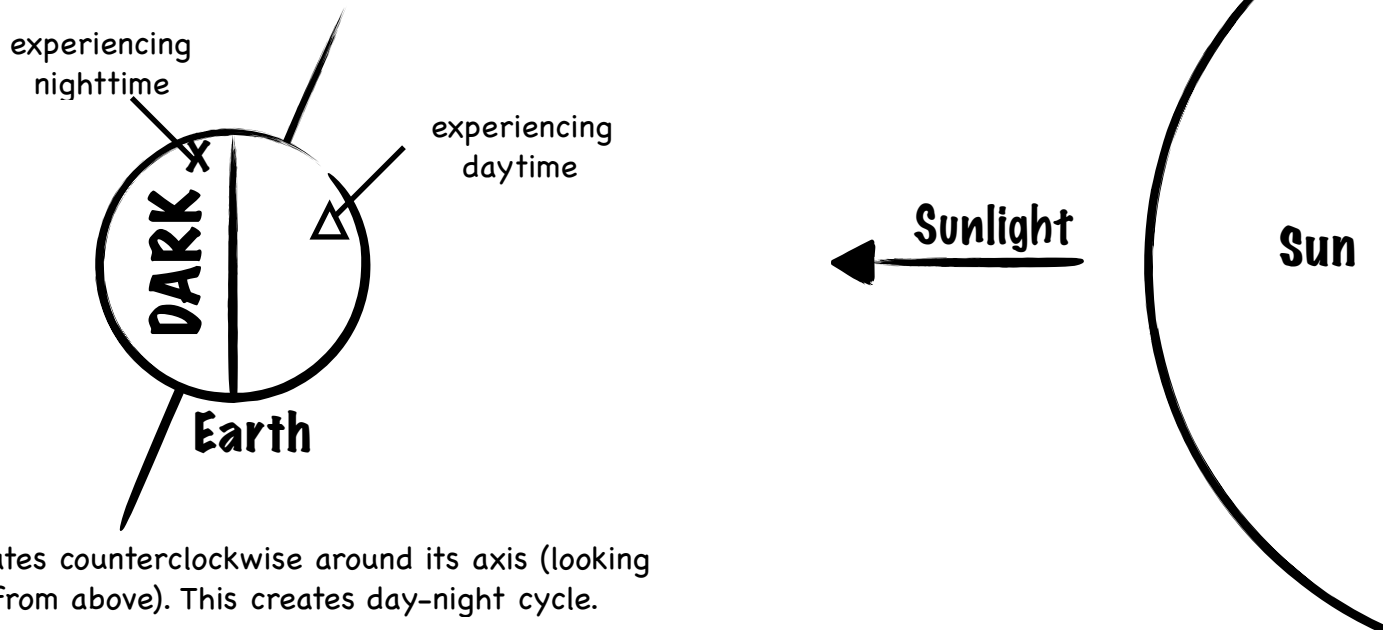 experiencing
nighttime
experiencing
daytime
X
DARK
Sunlight
Sun
Earth
counterclockwise around its axis (looking
from above). This creates day-night cycle.